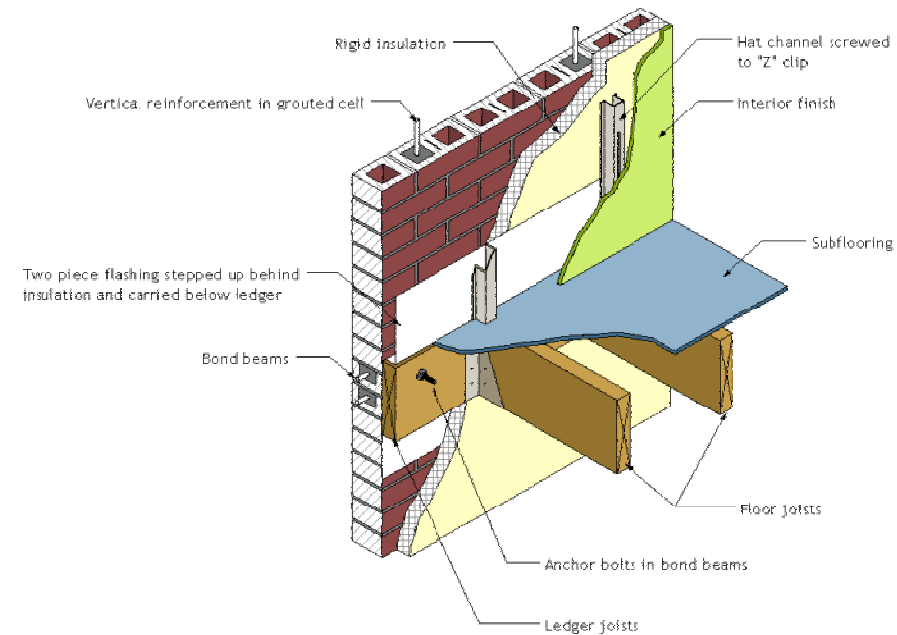 Rigid insulation
Hat channel screwed
to "Z" clip
Vertical reinforcement in grouted cell
Interior finish
Subflooring
Two piece flashing stepped up behind
insulation and carried below ledger
Bond beams
Floor joists
Anchor bolts in bond beams
Ledger joists